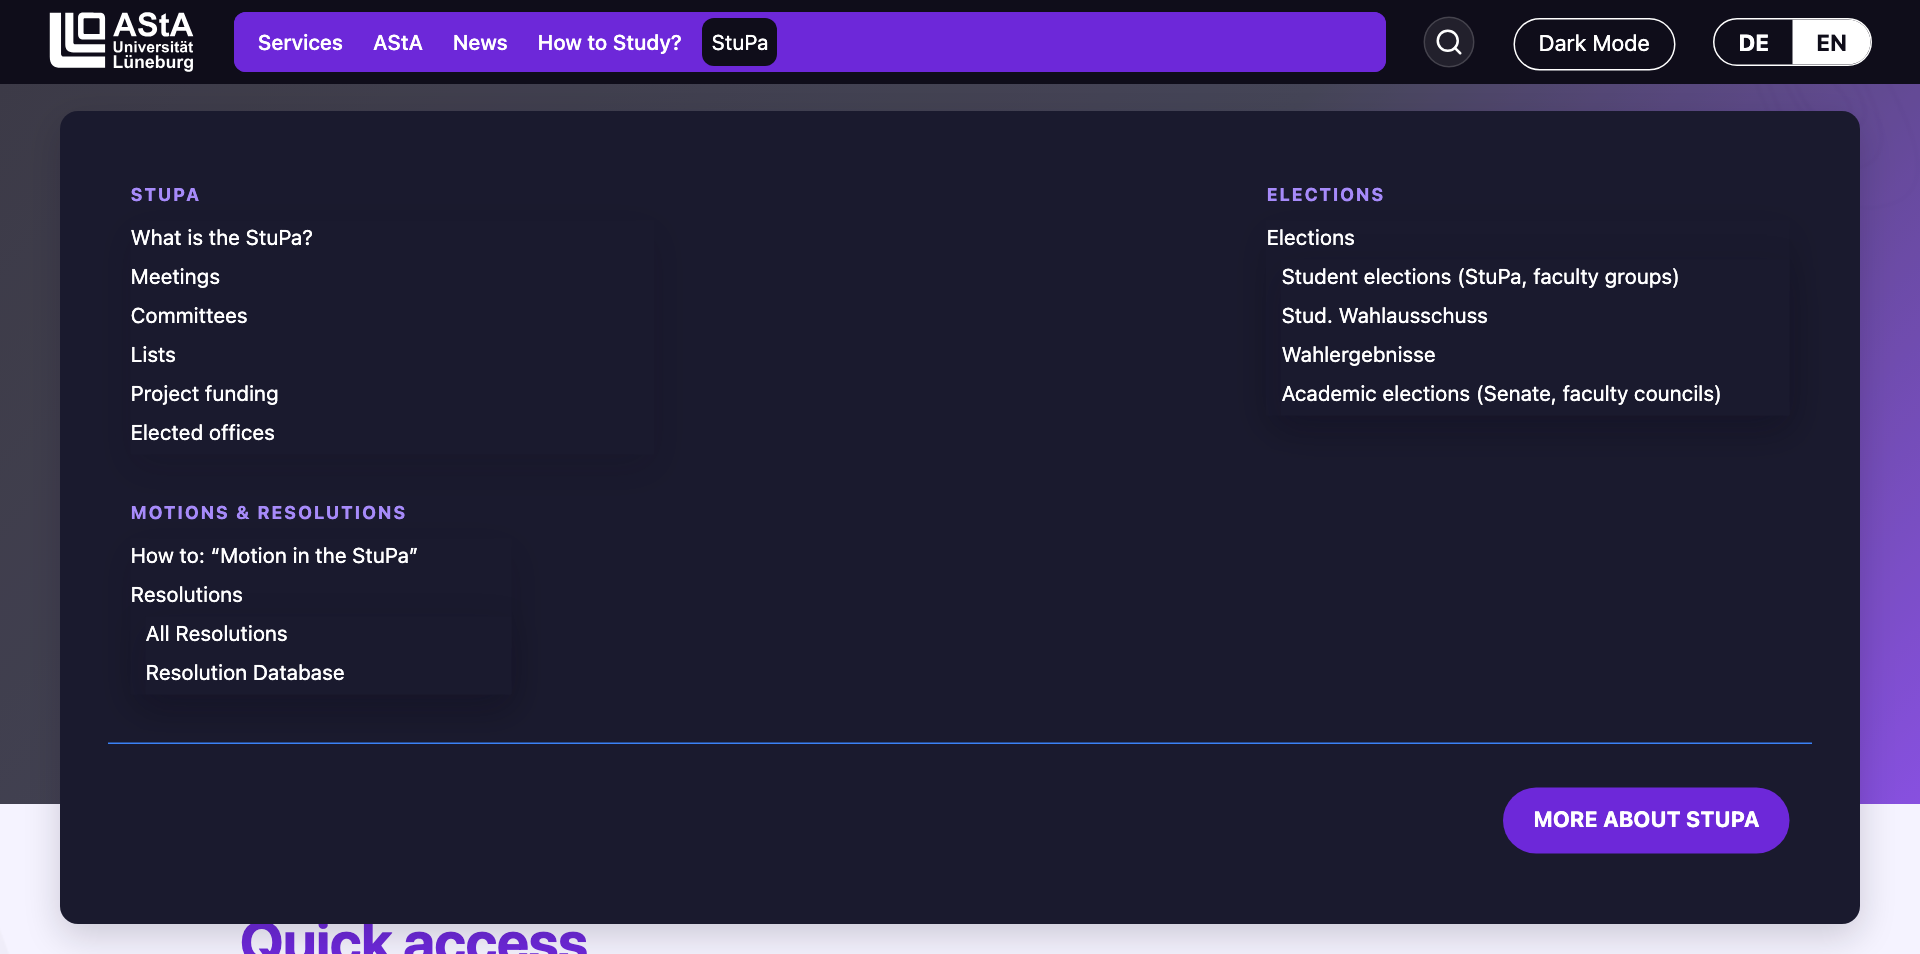 AStA
Universität
Lüneburg
Services
AStA
News
How to Study?
StuPa
Dark Mode
DE
EN
STUPA
What is the StuPa?
Meetings
Committees
Lists
Project funding
Elected offices
MOTIONS & RESOLUTIONS
How to: “Motion in the StuPa”
Resolutions
All Resolutions
Resolution Database
ELECTIONS
Elections
Student elections (StuPa, faculty groups)
Stud. Wahlausschuss
Wahlergebnisse
Academic elections (Senate, faculty councils)
MORE ABOUT STUPA
Quick access